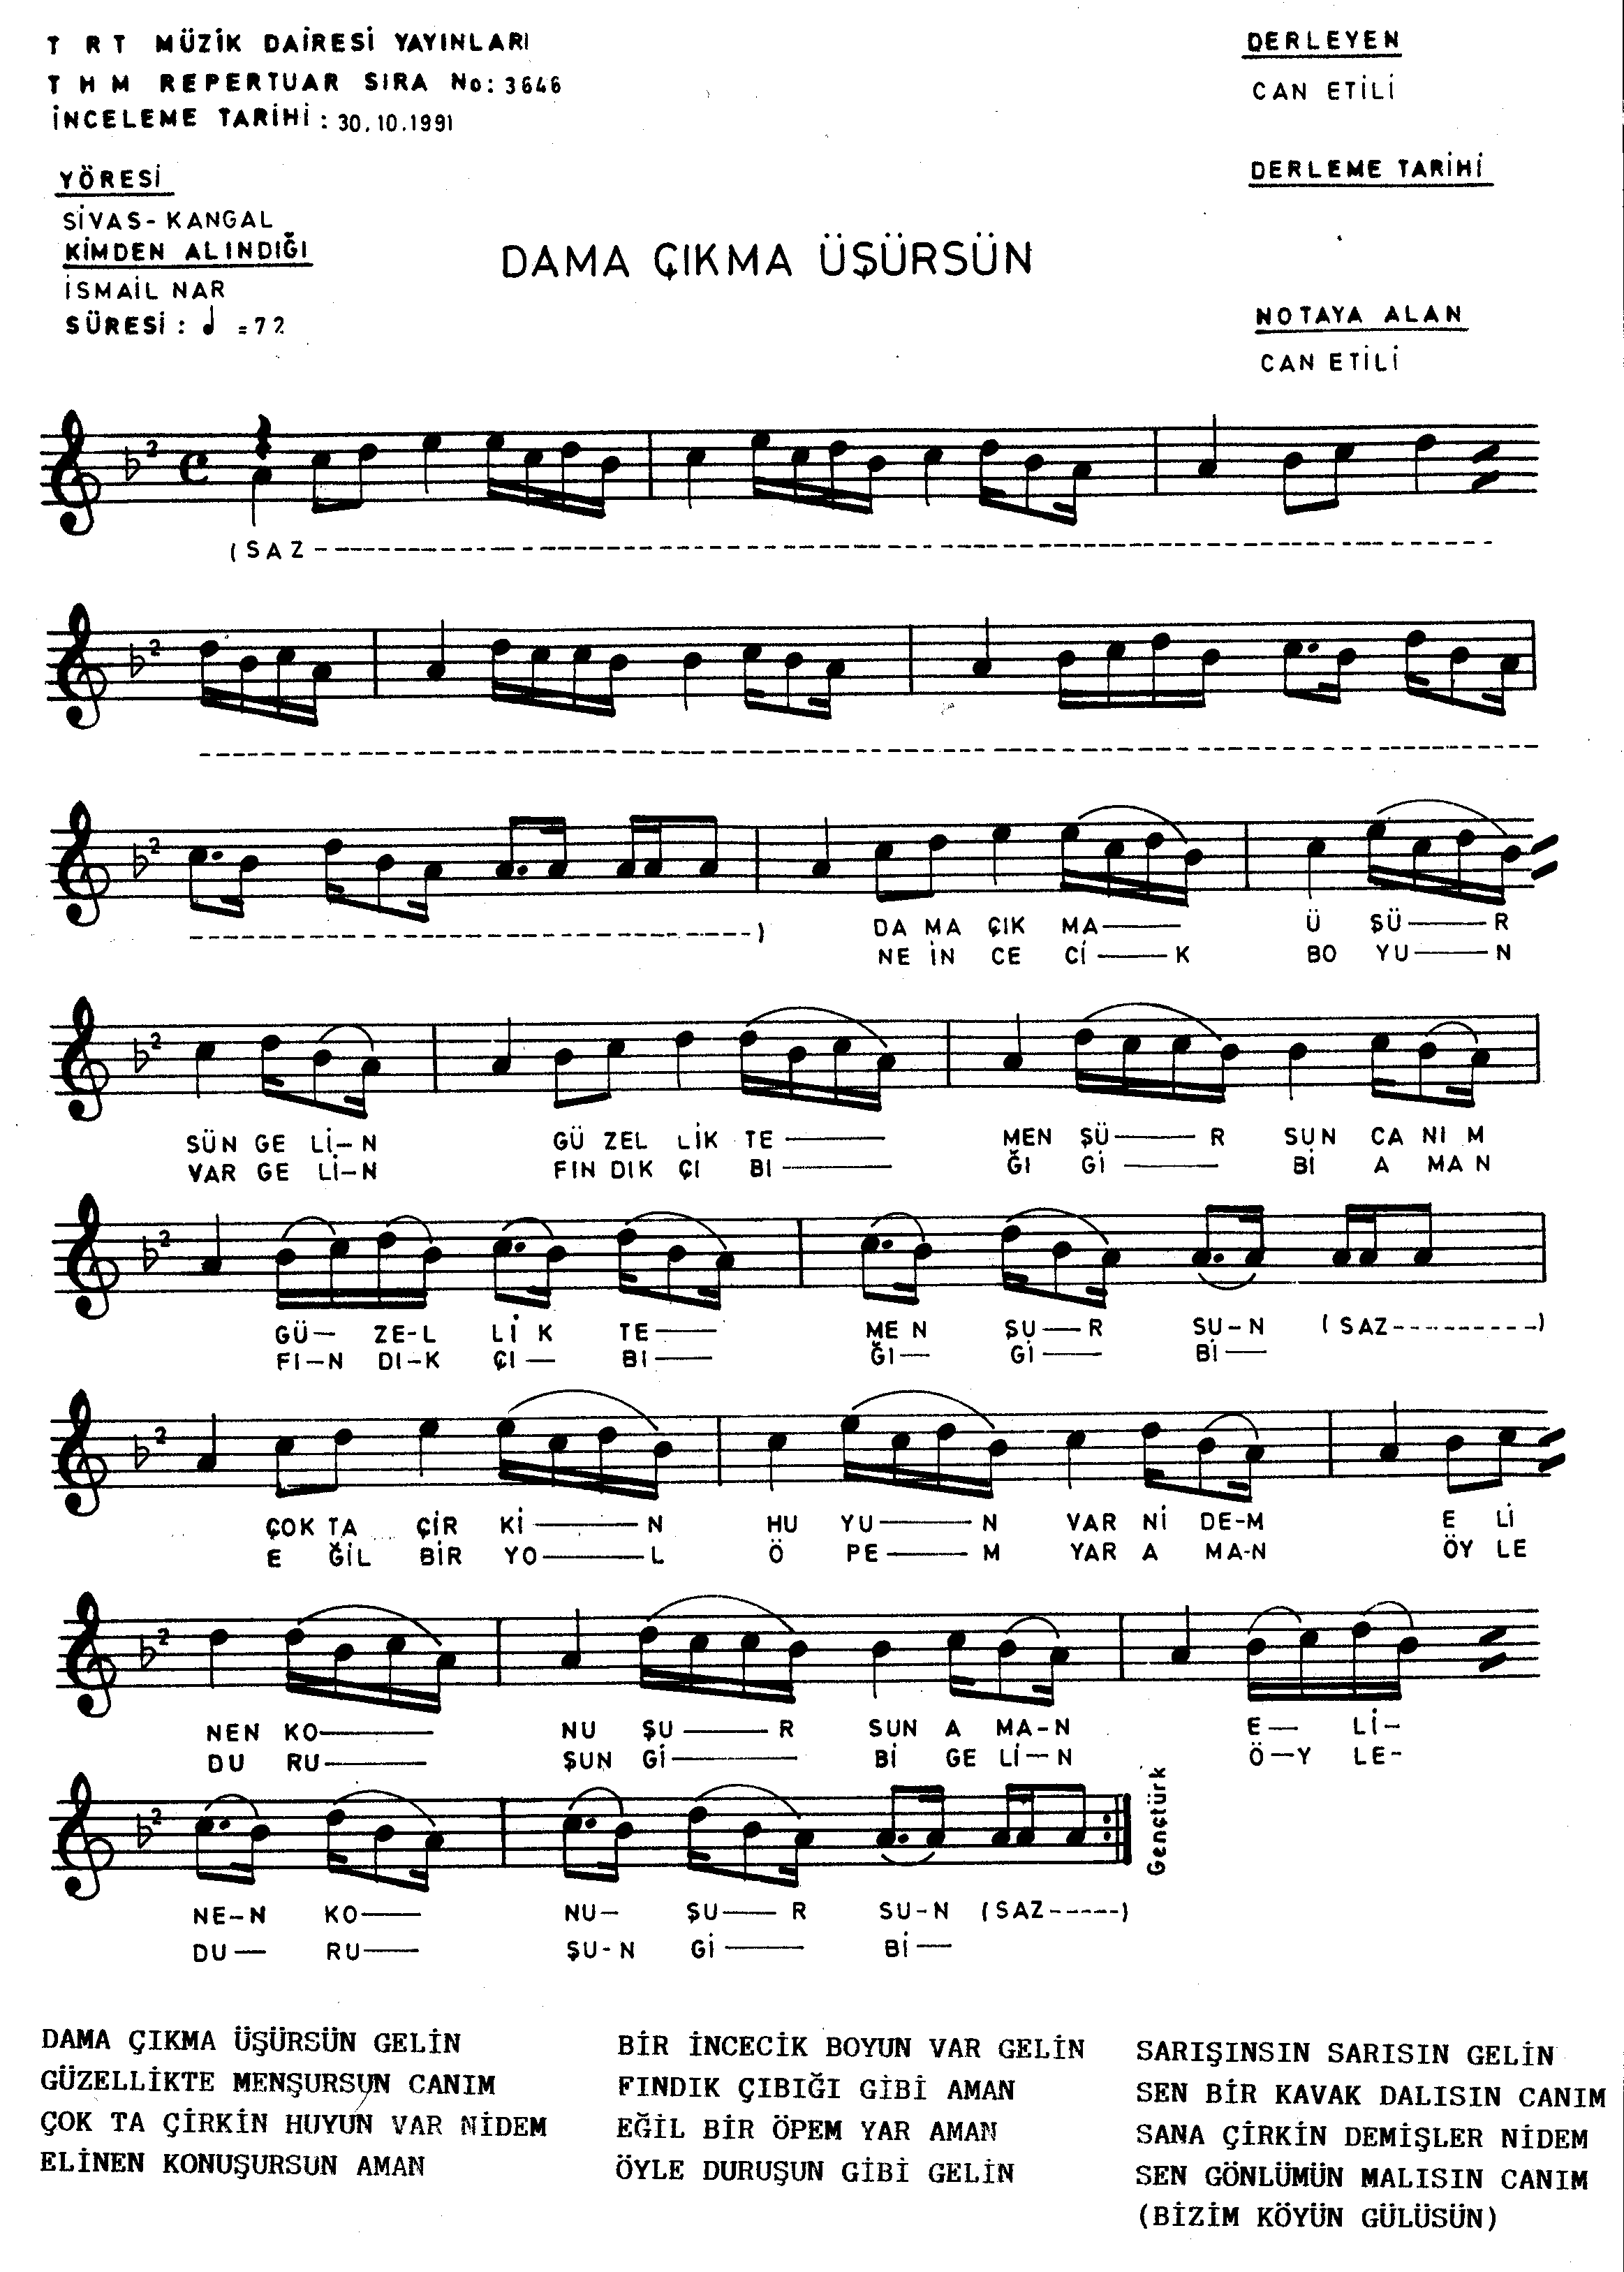 T R T MÜZİK DAİRESİ YAYINLARI
T H M REPERTUAR SIRA No: 3646
İNCELEME TARİHİ : 30.10.1991
DERLEYEN
CAN ETİLİ
DERLEME TARİHİ
YÖRESİ
SİVAS - KANGAL
KİMDEN ALINDIĞI
İSMAİL NAR
SÜRESİ : ♩ = 72
DAMA ÇIKMA ÜŞÜRSÜN
NOTAYA ALAN
CAN ETİLİ
( SAZ
)
DA MA ÇIK MA Ü ŞÜ R
NE İN CE Cİ K BO YU N
SÜN GE Lİ-N GÜ ZEL LİK TE MEN ŞÜ R SUN CA NI M
VAR GE Lİ-N FIN DIK ÇI BI ĞI Gİ Bİ A MA N
GÜ- ZE-L Lİ K TE ME N ŞU-R SU-N ( SAZ )
FI-N DI-K ÇI- BI ĞI- Gİ Bİ-
ÇOK TA ÇİR Kİ N HU YU N VAR Nİ DE-M E Lİ
E ĞİL BİR YO L Ö PE M YAR A MA-N ÖY LE
NEN KO NU ŞU R SUN A MA-N E- Lİ-
DU RU ŞUN Gİ Bİ GE Lİ-N Ö-Y LE-
Gençtürk
NE-N KO NU- ŞU R SU-N ( SAZ )
DU- RU ŞU-N Gİ Bİ-
DAMA ÇIKMA ÜŞÜRSÜN GELİN
GÜZELLİKTE MENŞURSUN CANIM
ÇOK TA ÇİRKİN HUYUN VAR NİDEM
ELİNEN KONUŞURSUN AMAN
BİR İNCECİK BOYUN VAR GELİN
FINDIK ÇIBIĞI GİBİ AMAN
EĞİL BİR ÖPEM YAR AMAN
ÖYLE DURUŞUN GİBİ GELİN
SARIŞINSIN SARISIN GELİN
SEN BİR KAVAK DALISIN CANIM
SANA ÇİRKİN DEMİŞLER NİDEM
SEN GÖNLÜMÜN MALISIN CANIM
(BİZİM KÖYÜN GÜLÜSÜN)